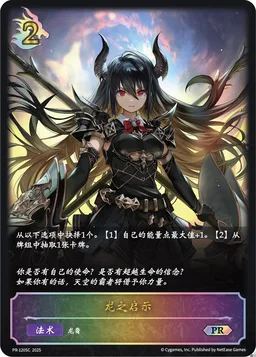 2
从以下选项中抉择1个。【1】自己的能量点最大值+1。【2】从
牌组中抽取1张卡牌。
你是否有自己的使命？是否有超越生命的信念？
如果你有的话，天空的霸者将借予你力量。
龙之启示
法术 龙裔
PR
PR-120SC 2025
© Cygames, Inc. Published by NetEase Games